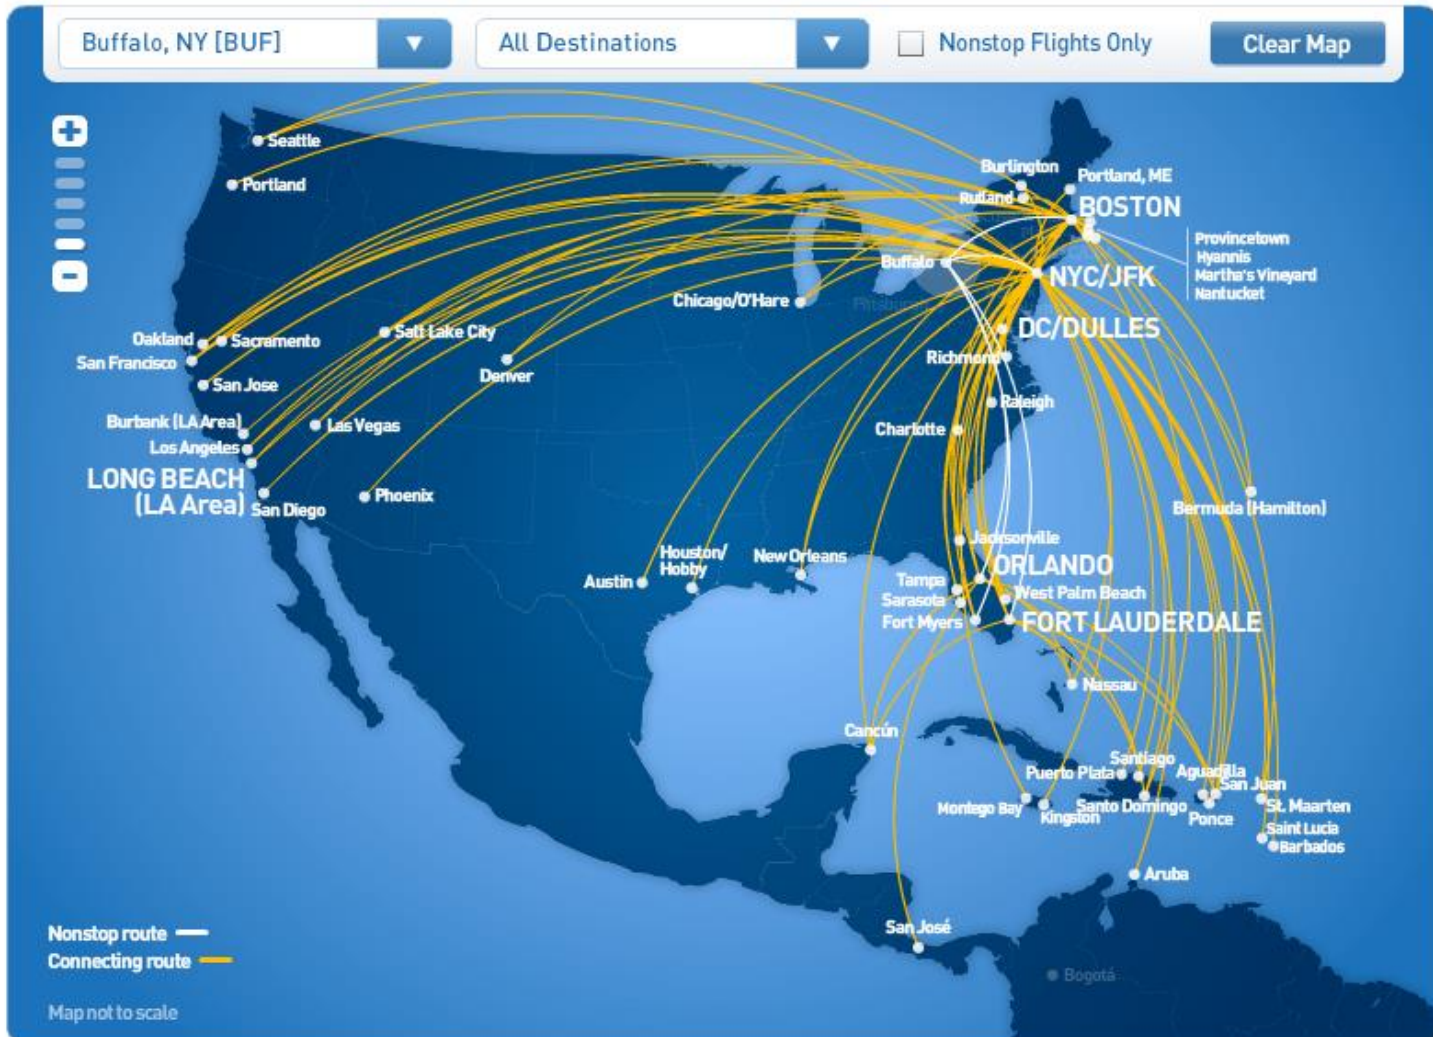 Buffalo, NY [BUF]
All Destinations
Nonstop Flights Only
Clear Map
Seattle
Portland
Burlington
Portland, ME
Rutland
BOSTON
Provincetown
Hyannis
Martha's Vineyard
Nantucket
Buffalo
NYC/JFK
Chicago/O'Hare
Pittsburgh
DC/DULLES
Oakland
Sacramento
Salt Lake City
San Francisco
Richmond
Denver
San Jose
Raleigh
Burbank (LA Area)
Las Vegas
Charlotte
Los Angeles
LONG BEACH
(LA Area)
Phoenix
San Diego
Bermuda (Hamilton)
Jacksonville
Houston/
Hobby
New Orleans
ORLANDO
Austin
Tampa
West Palm Beach
Sarasota
Fort Myers
FORT LAUDERDALE
Nassau
Cancún
Santiago
Puerto Plata
Aguadilla
San Juan
Montego Bay
Kingston
Santo Domingo
Ponce
St. Maarten
Saint Lucia
Barbados
Aruba
San José
Nonstop route
Connecting route
Bogotá
Map not to scale